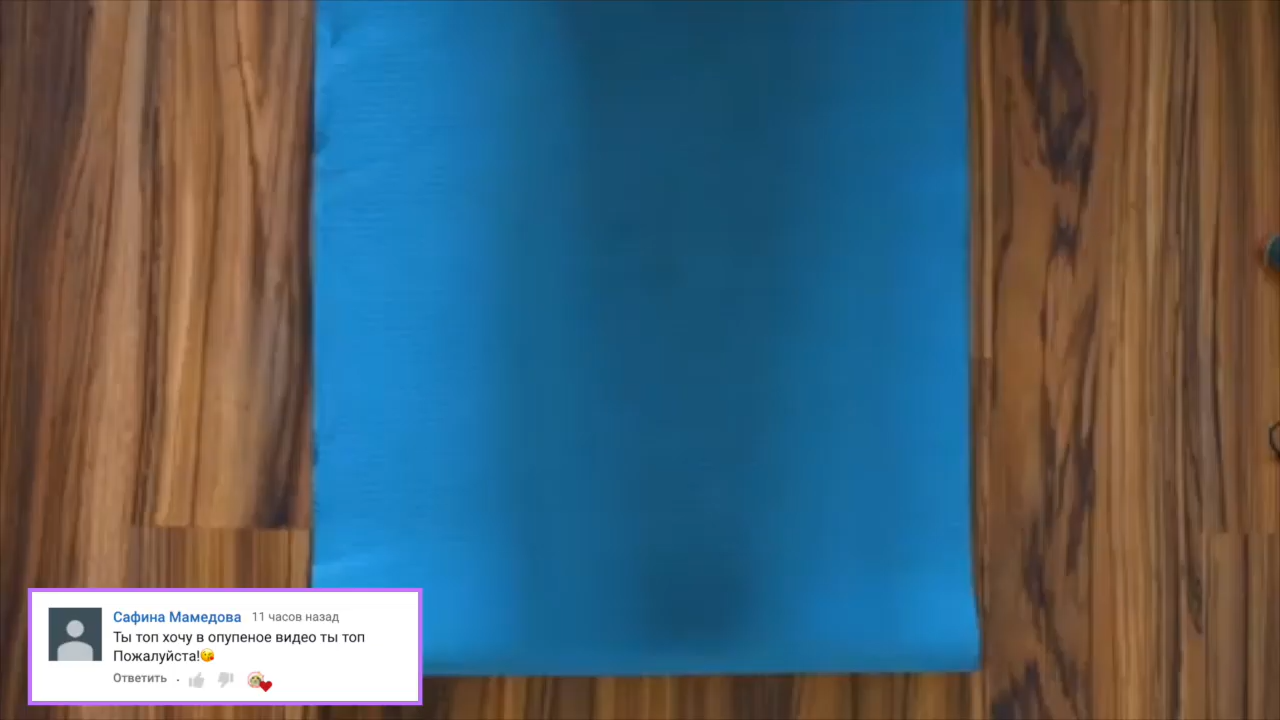 Сафина Мамедова 11 часов назад
Ты топ хочу в опупеное видео ты топ
Пожалуйста!😘
Ответить